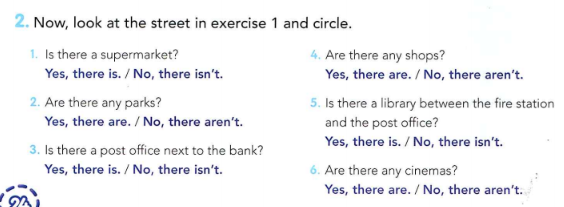 2. Now, look at the street in exercise 1 and circle.
1. Is there a supermarket?
Yes, there is. / No, there isn't.
2. Are there any parks?
Yes, there are. / No, there aren't.
3. Is there a post office next to the bank?
Yes, there is. / No, there isn't.
4. Are there any shops?
Yes, there are. / No, there aren't.
5. Is there a library between the fire station
and the post office?
Yes, there is. / No, there isn't.
6. Are there any cinemas?
Yes, there are. / No, there aren't.